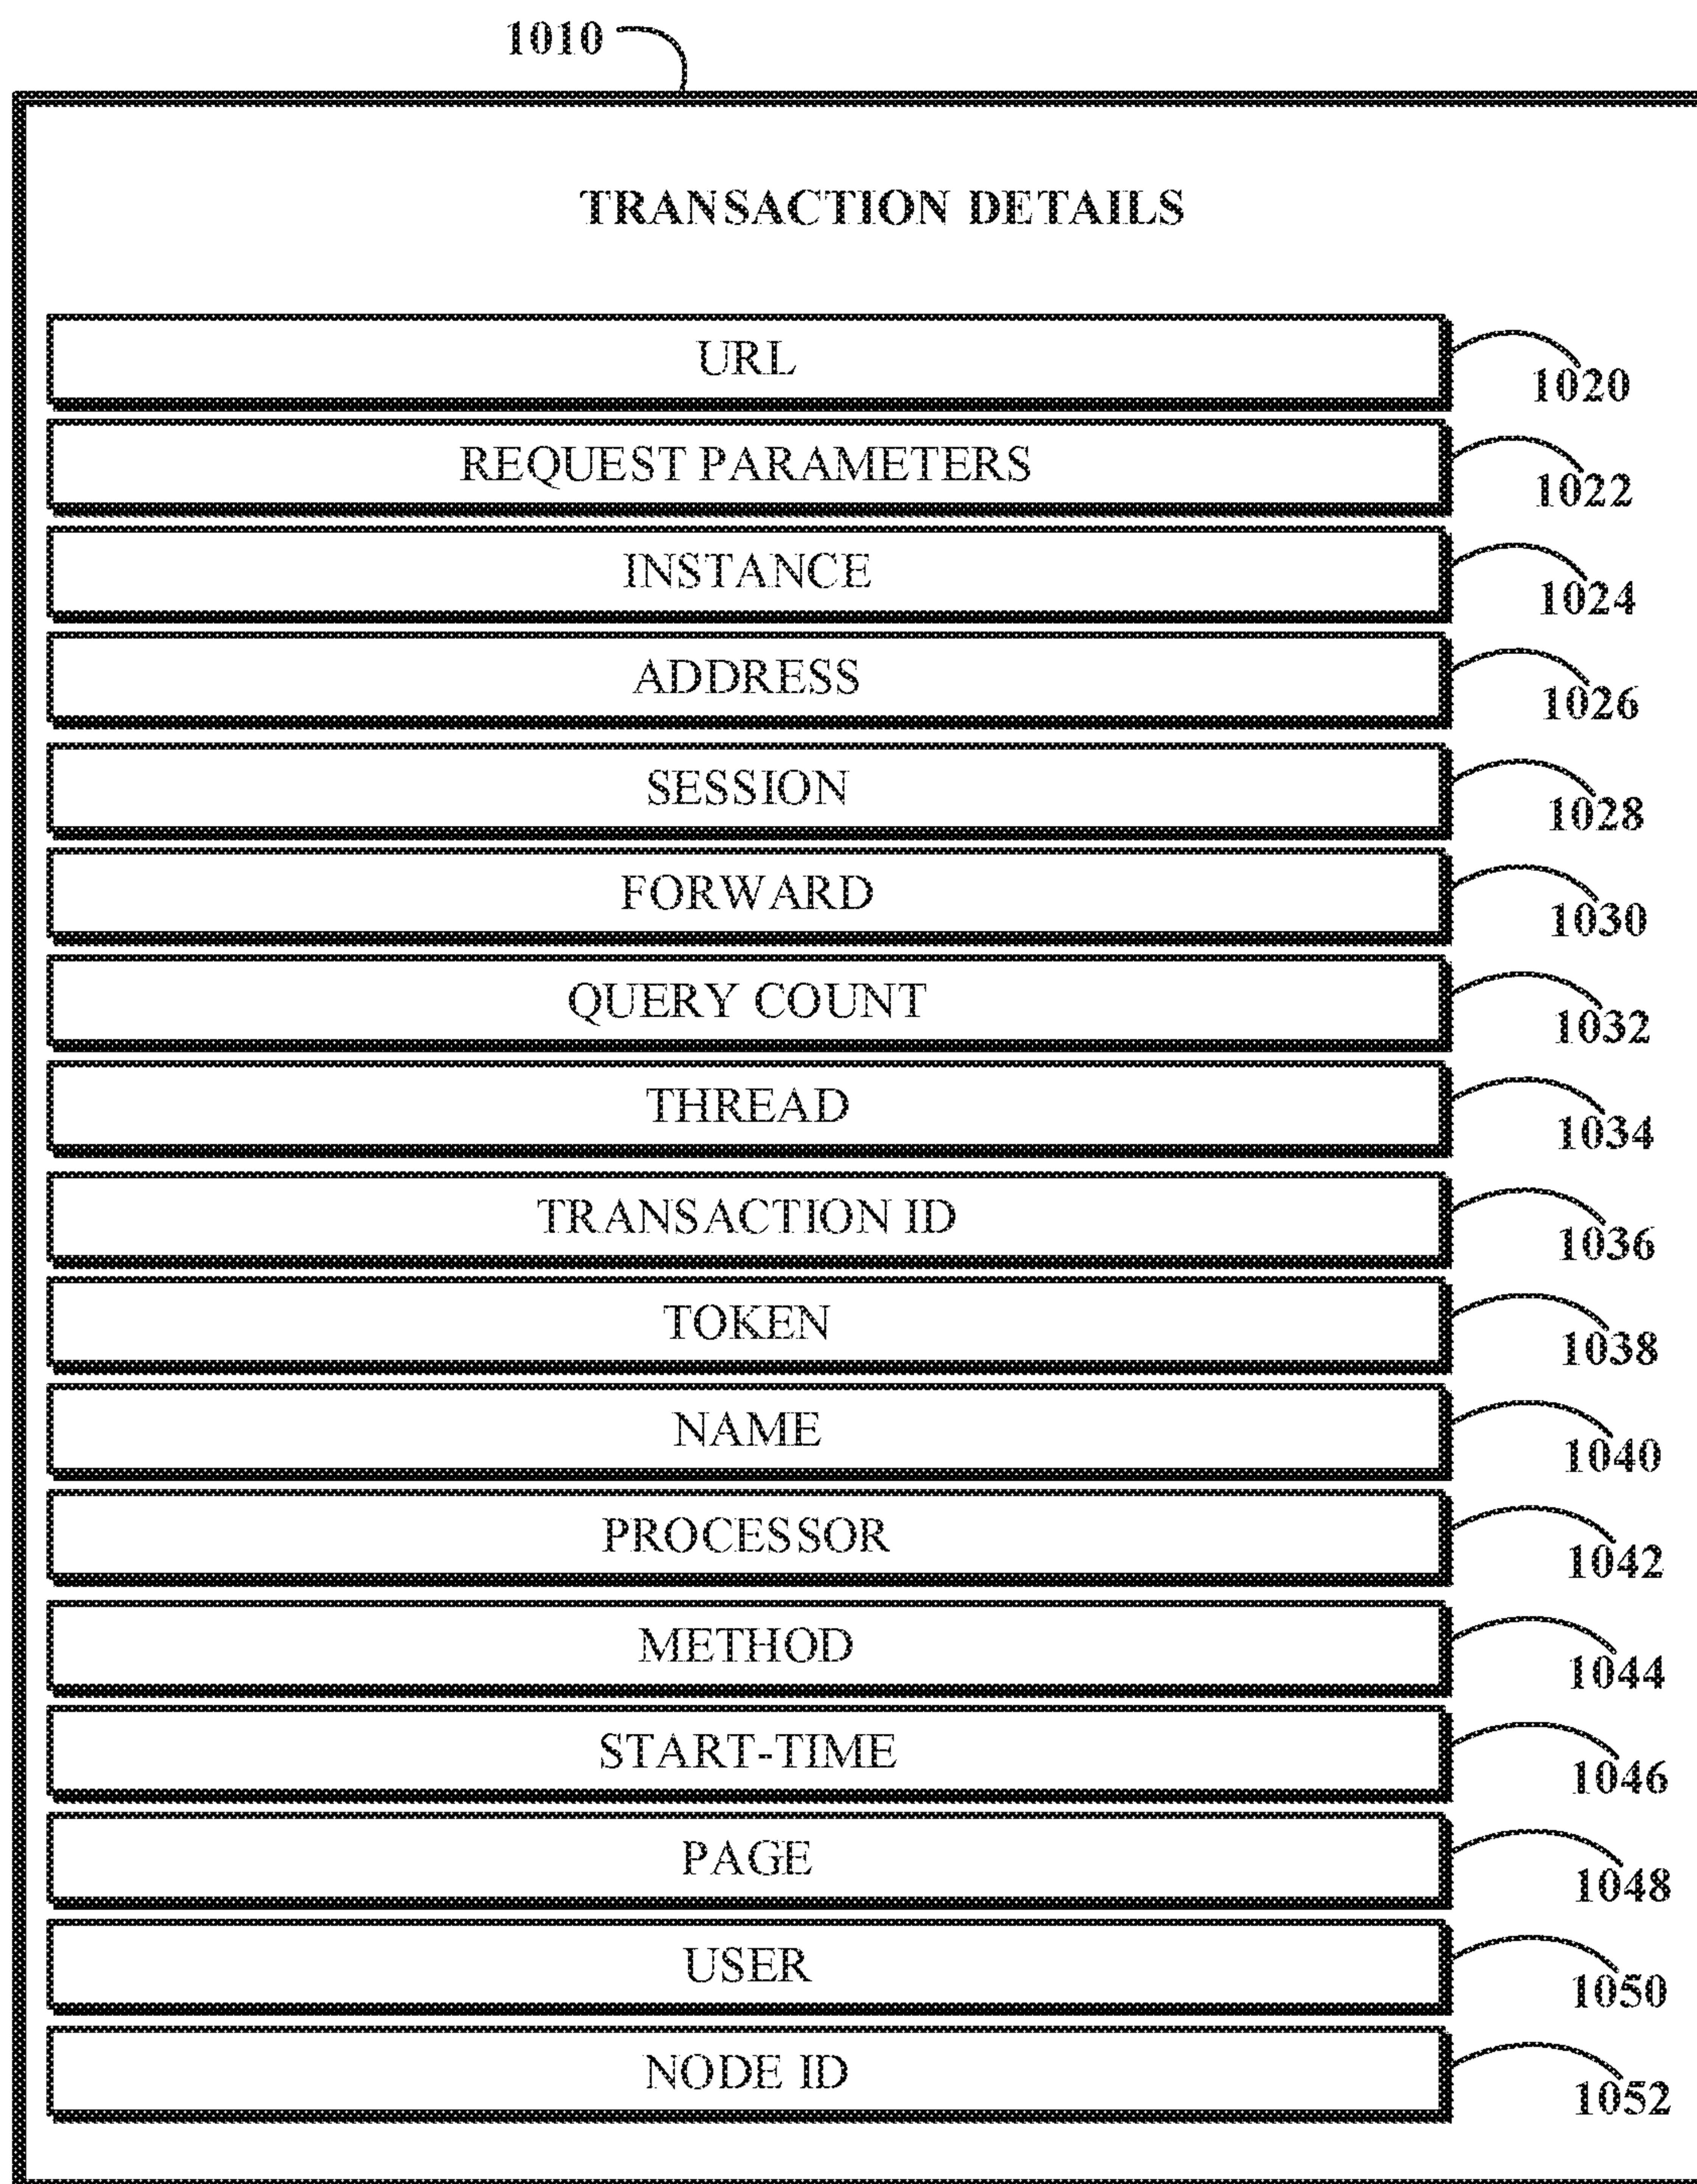 1010
TRANSACTION DETAILS
URL
1020
REQUEST PARAMETERS
1022
INSTANCE
1024
ADDRESS
1026
SESSION
1028
FORWARD
1030
QUERY COUNT
1032
THREAD
1034
TRANSACTION ID
1036
TOKEN
1038
NAME
1040
PROCESSOR
1042
METHOD
1044
START-TIME
1046
PAGE
1048
USER
1050
NODE ID
1052